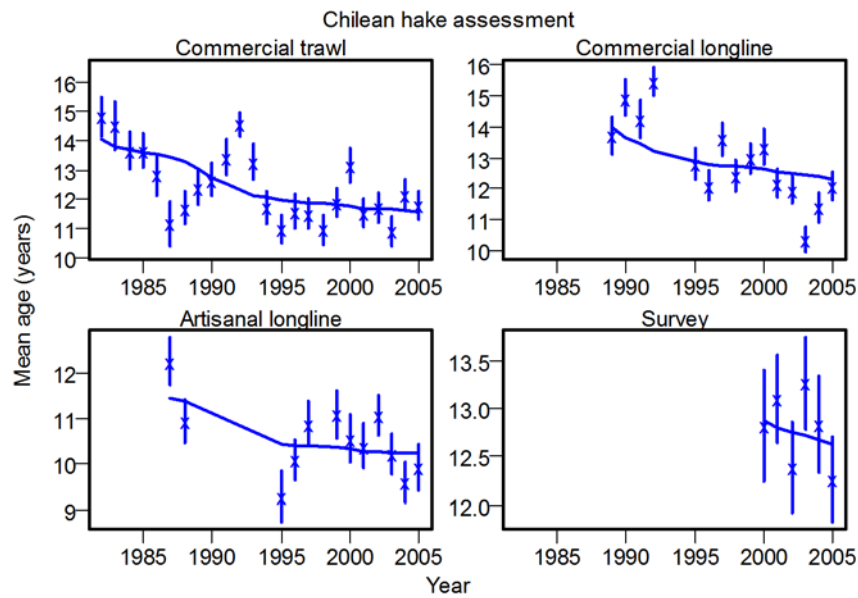 Chilean hake assessment
Commercial trawl
16
15
14
13
12
11
10
1985 1990 1995 2000 2005
Commercial longline
16
15
14
13
12
11
10
1985 1990 1995 2000 2005
Artisanal longline
12
11
10
9
1985 1990 1995 2000 2005
Survey
13.5
13.0
12.5
12.0
1985 1990 1995 2000 2005
Mean age (years)
Year